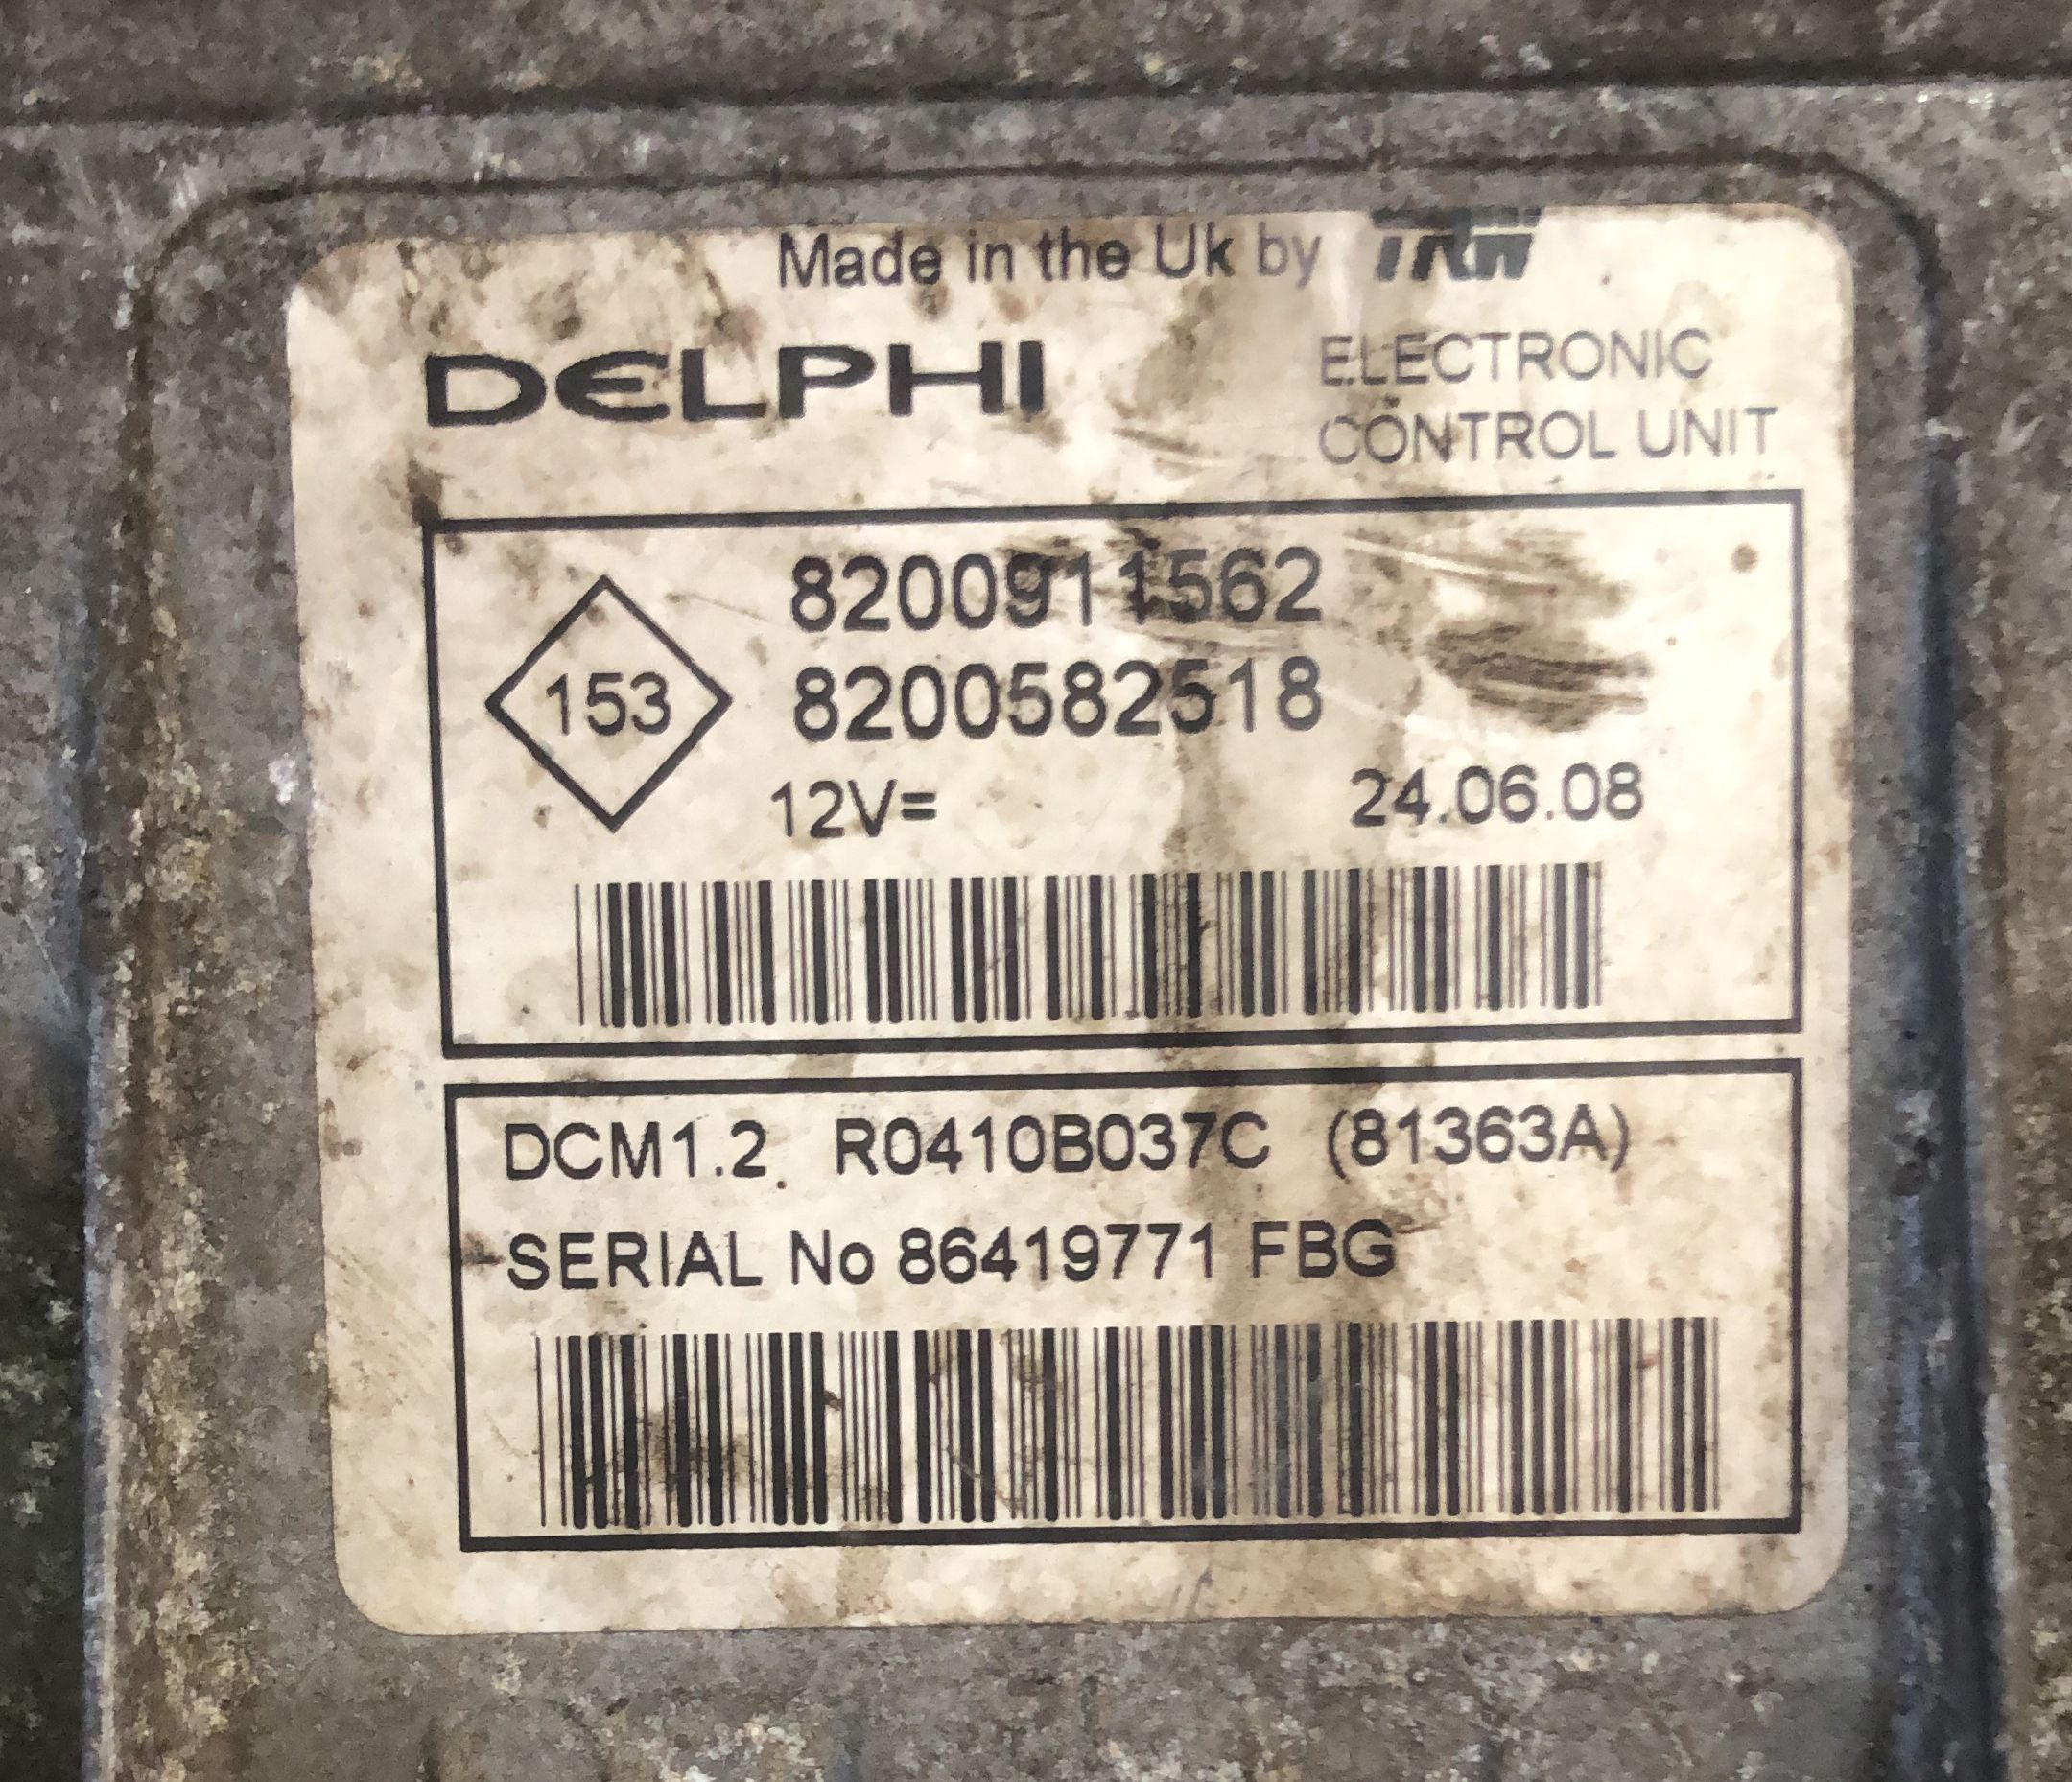 Made in the Uk by TRW
DELPHI
ELECTRONIC
CONTROL UNIT
153
8200911562
8200582518
12V= 24.06.08
DCM1.2 R0410B037C (81363A)
SERIAL No 86419771 FBG